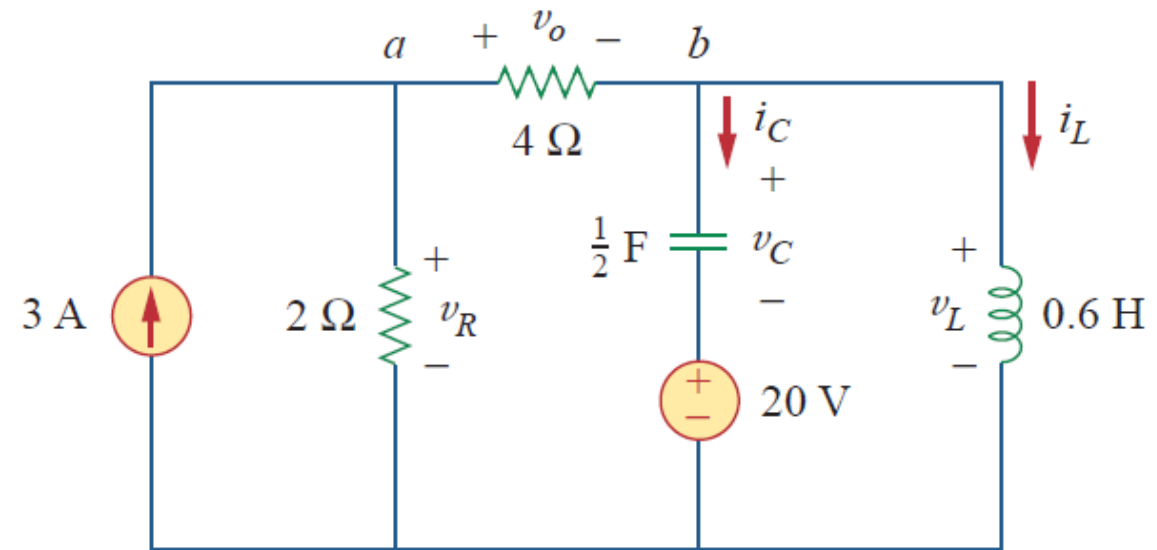 a + v_o − b
4 Ω
i_C
i_L
+
½ F v_C
−
3 A
2 Ω + v_R −
+ v_L − 0.6 H
+ − 20 V